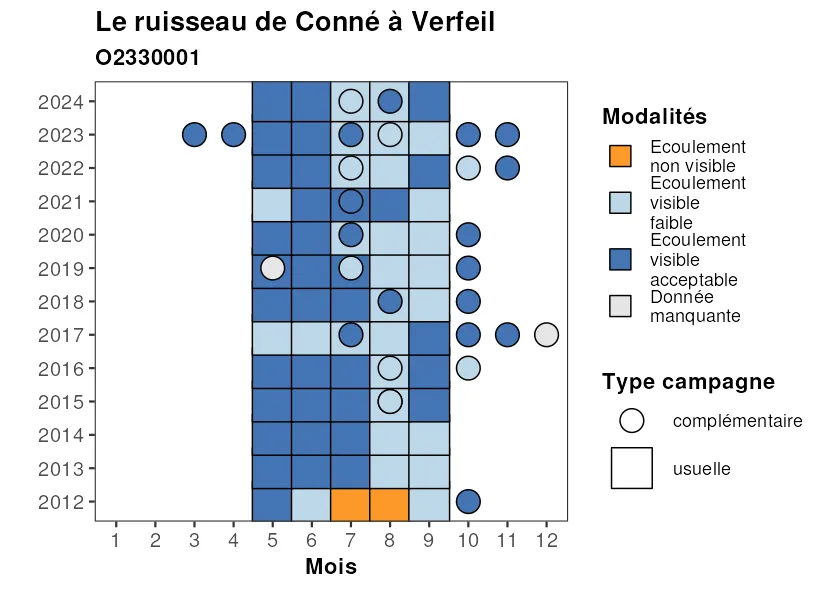 Le ruisseau de Conné à Verfeil
O2330001
2024
2023
2022
2021
2020
2019
2018
2017
2016
2015
2014
2013
2012
1 2 3 4 5 6 7 8 9 10 11 12
Mois
Modalités
Ecoulement
non visible
Ecoulement
visible
faible
Ecoulement
visible
acceptable
Donnée
manquante
Type campagne
complémentaire
usuelle